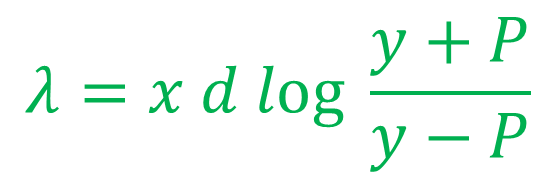 λ = x d log (y + P)/(y − P)